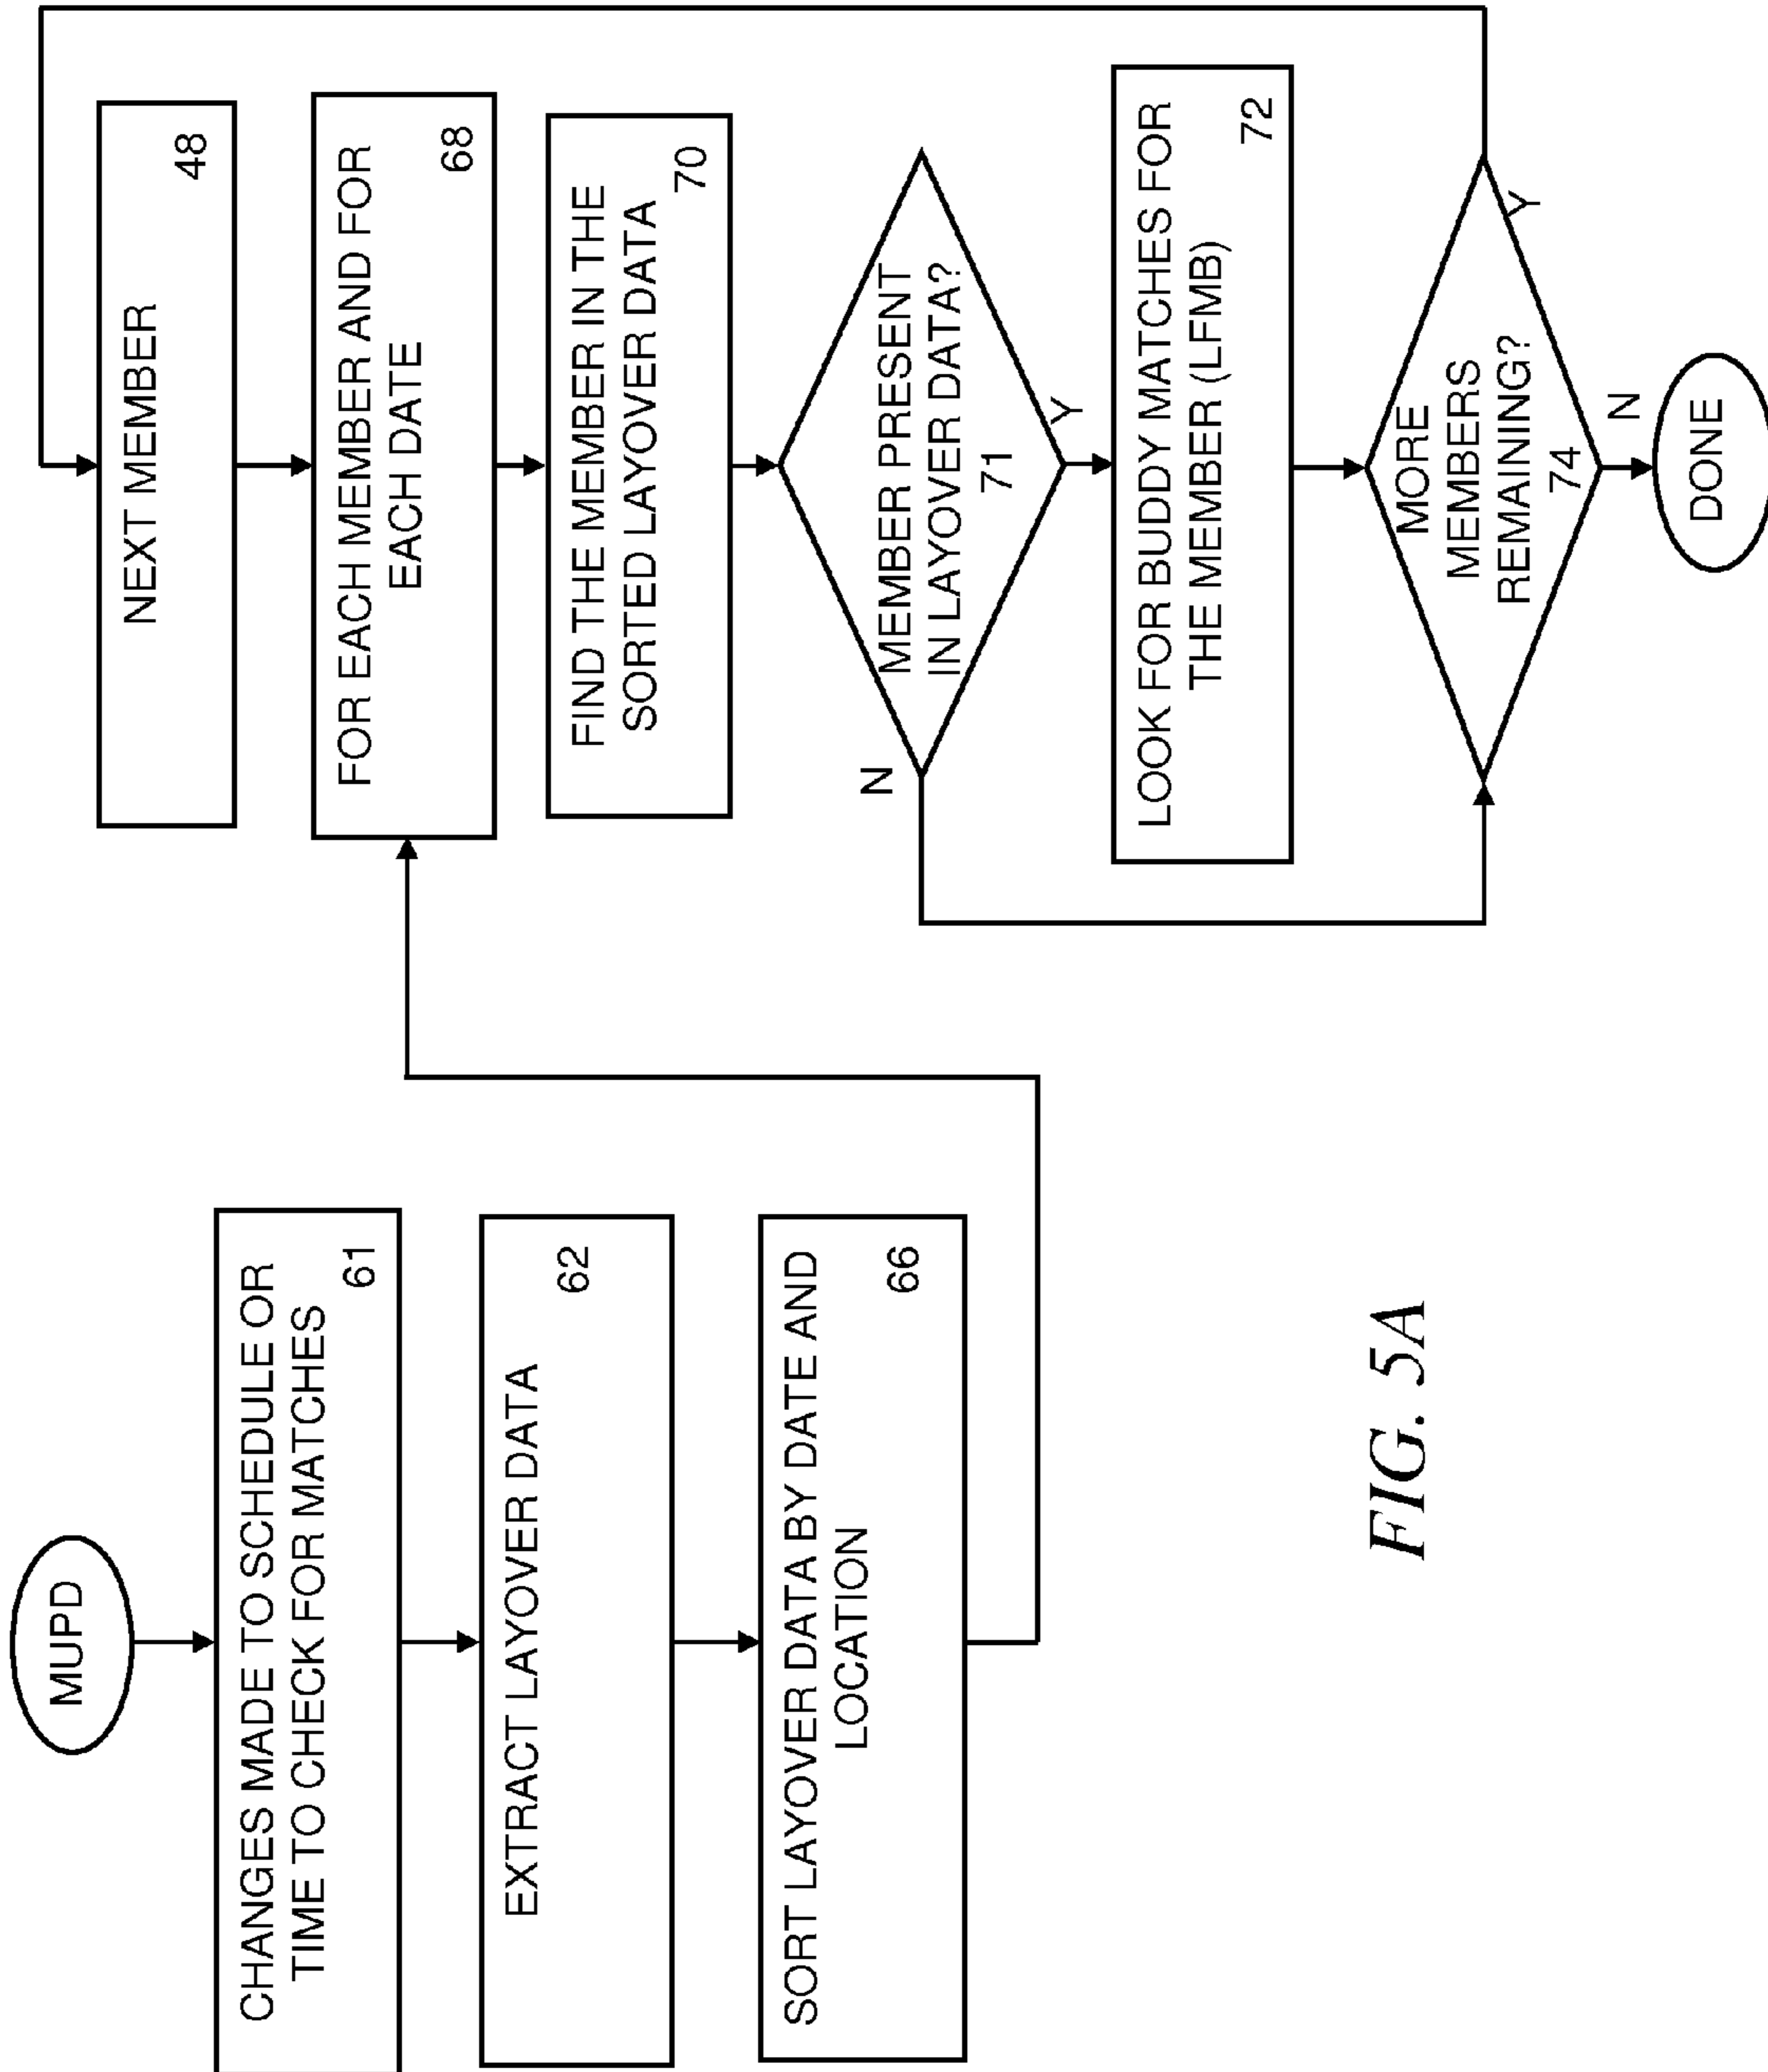 MUPD
CHANGES MADE TO SCHEDULE OR
TIME TO CHECK FOR MATCHES
61
EXTRACT LAYOVER DATA
62
SORT LAYOVER DATA BY DATE AND
LOCATION
66
NEXT MEMBER
48
FOR EACH MEMBER AND FOR
EACH DATE
68
FIND THE MEMBER IN THE
SORTED LAYOVER DATA
70
MEMBER PRESENT
IN LAYOVER DATA?
71
N
Y
LOOK FOR BUDDY MATCHES FOR
THE MEMBER (LFMB)
72
MORE
MEMBERS
REMAINING?
74
Y
N
DONE
FIG. 5A